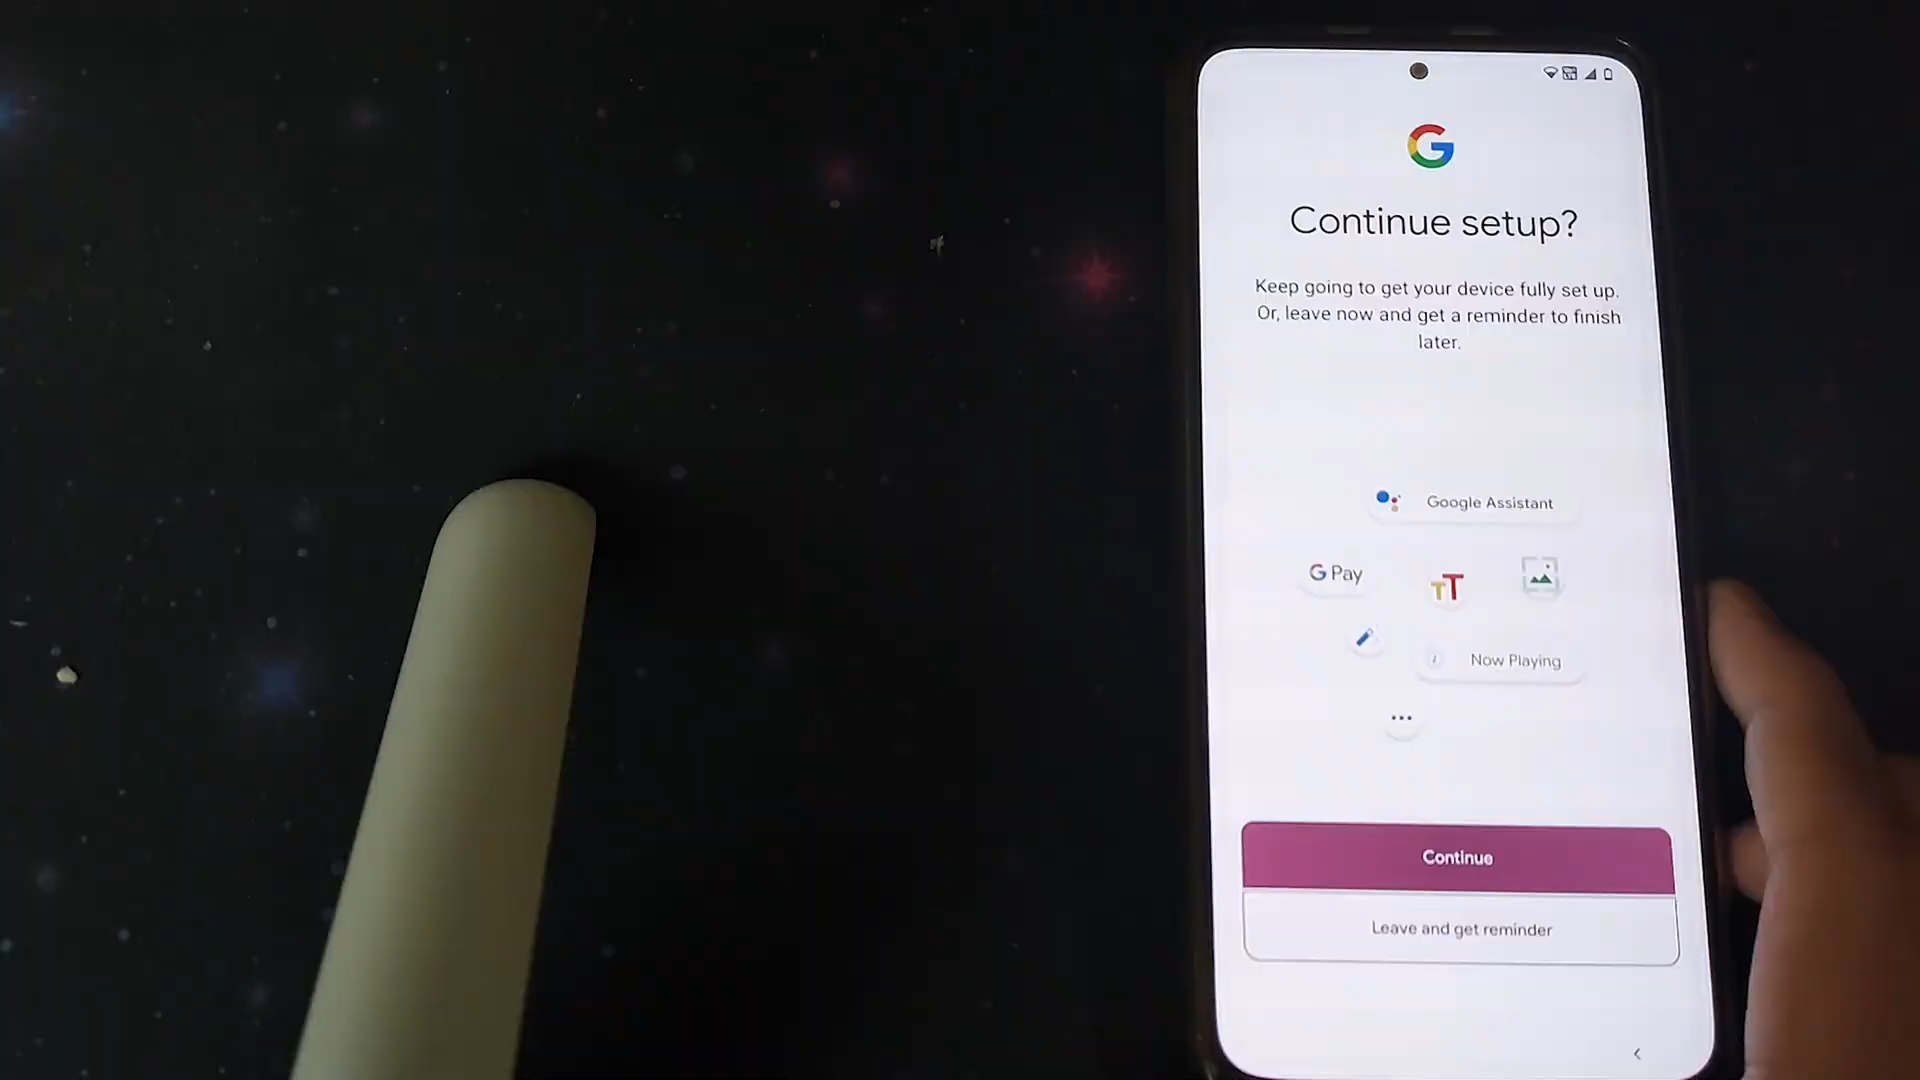 Continue setup?
Keep going to get your device fully set up.
Or, leave now and get a reminder to finish
later.
Google Assistant
G Pay
TT
Now Playing
Continue
Leave and get reminder